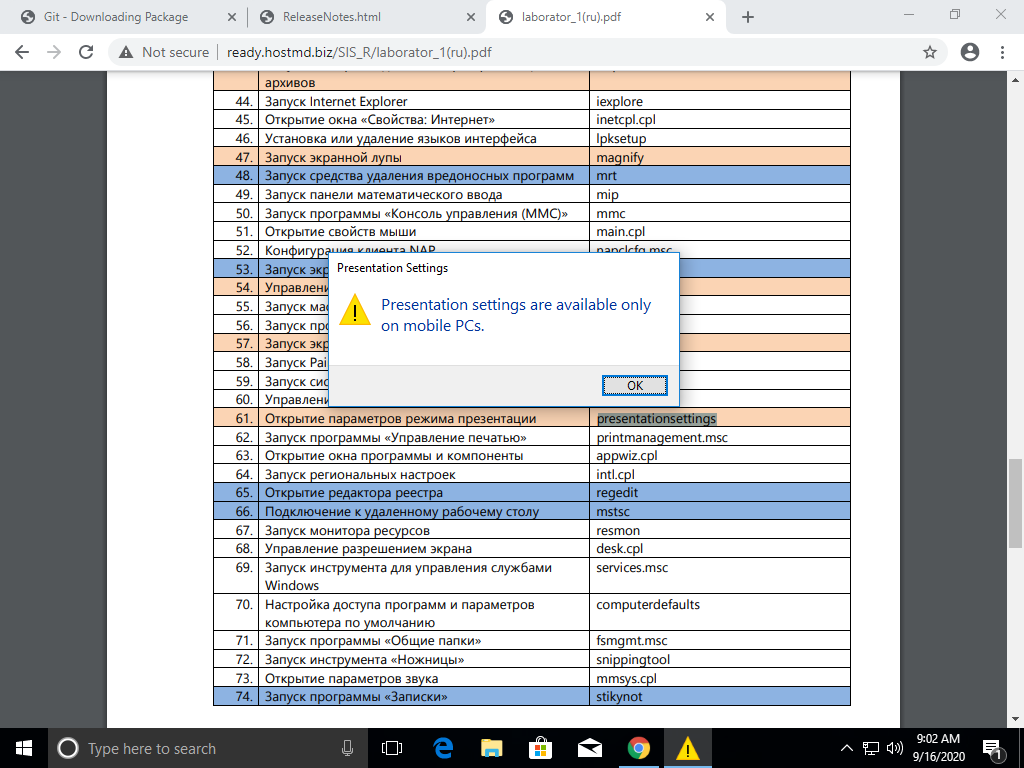 Git - Downloading Package
ReleaseNotes.html
laborator_1(ru).pdf
Not secure
ready.hostmd.biz/SIS_R/laborator_1(ru).pdf
архивов
44. Запуск Internet Explorer iexplore
45. Открытие окна «Свойства: Интернет» inetcpl.cpl
46. Установка или удаление языков интерфейса lpksetup
47. Запуск экранной лупы magnify
48. Запуск средства удаления вредоносных программ mrt
49. Запуск панели математического ввода mip
50. Запуск программы «Консоль управления (MMC)» mmc
51. Открытие свойств мыши main.cpl
52. Конфигурация клиента NAP napclcfg.msc
53. Запуск экр
54. Управлени
55. Запуск мас
56. Запуск про
57. Запуск экр
58. Запуск Pai
59. Запуск сис
60. Управлени
Presentation Settings
Presentation settings are available only
on mobile PCs.
OK
61. Открытие параметров режима презентации presentationsettings
62. Запуск программы «Управление печатью» printmanagement.msc
63. Открытие окна программы и компоненты appwiz.cpl
64. Запуск региональных настроек intl.cpl
65. Открытие редактора реестра regedit
66. Подключение к удаленному рабочему столу mstsc
67. Запуск монитора ресурсов resmon
68. Управление разрешением экрана desk.cpl
69. Запуск инструмента для управления службами services.msc
Windows
70. Настройка доступа программ и параметров computerdefaults
компьютера по умолчанию
71. Запуск программы «Общие папки» fsmgmt.msc
72. Запуск инструмента «Ножницы» snippingtool
73. Открытие параметров звука mmsys.cpl
74. Запуск программы «Записки» stikynot
Type here to search
9:02 AM
9/16/2020
1